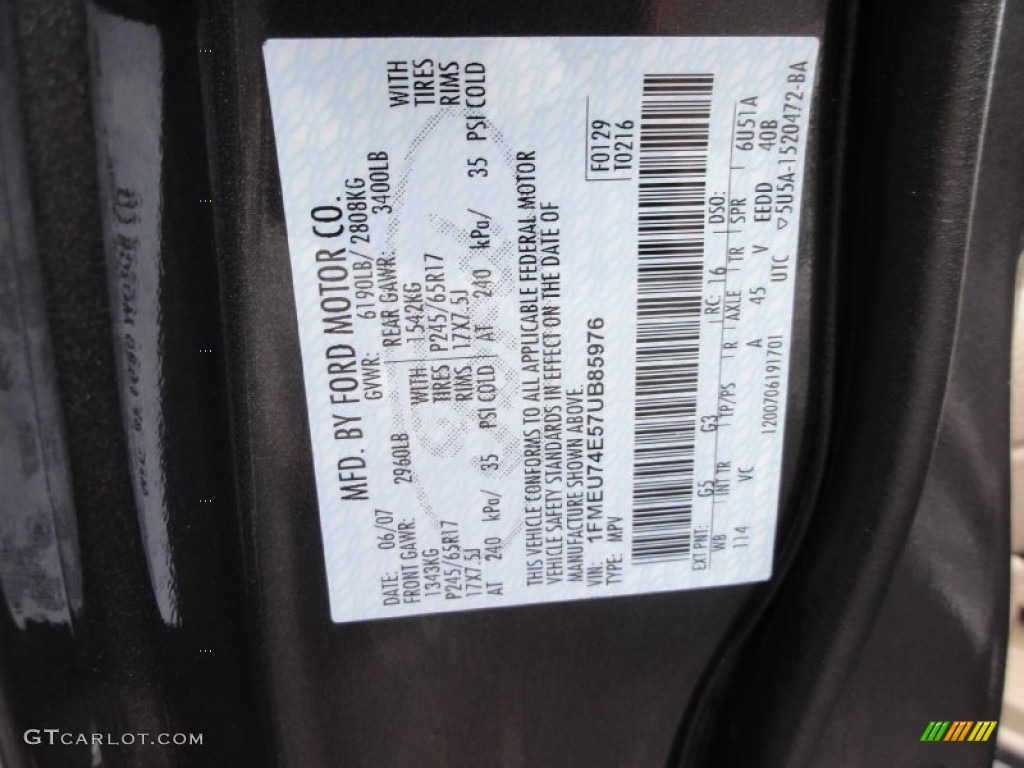 MFD. BY FORD MOTOR CO.
DATE: 06/07 GVWR: 6190LB/ 2808KG
FRONT GAWR: 2960LB REAR GAWR: 3400LB
1343KG WITH 1542KG WITH
P245/65R17 TIRES P245/65R17 TIRES
17X7.5J RIMS 17X7.5J RIMS
AT 240 kPa/ 35 PSI COLD AT 240 kPa/ 35 PSI COLD
THIS VEHICLE CONFORMS TO ALL APPLICABLE FEDERAL MOTOR
VEHICLE SAFETY STANDARDS IN EFFECT ON THE DATE OF
MANUFACTURE SHOWN ABOVE.
VIN: 1FMEU74E57UB85976 F0129
TYPE: MPV T0216
EXT PNT: G5 G3 RC: 16 DSO:
WB INT TR TP/PS R AXLE TR SPR 6U51A
114 VC A 45 V EEDD 40B
120070619701 UTC ▽5U5A-1520472-BA
GTCARLOT.COM